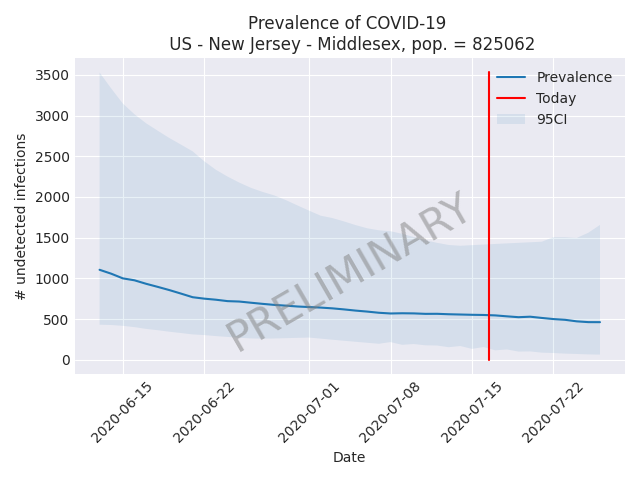 Prevalence of COVID-19
US - New Jersey - Middlesex, pop. = 825062
# undetected infections
3500
3000
2500
2000
1500
1000
500
0
Prevalence
Today
95CI
PRELIMINARY
2020-06-15
2020-06-22
2020-07-01
2020-07-08
2020-07-15
2020-07-22
Date